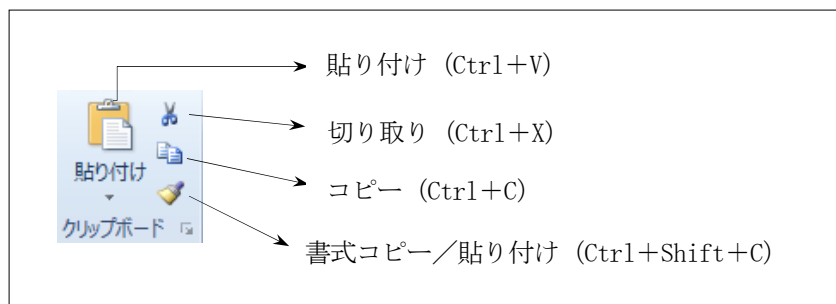 貼り付け (Ctrl+V)
切り取り (Ctrl+X)
貼り付け
コピー (Ctrl+C)
クリップボード
書式コピー／貼り付け (Ctrl+Shift+C)